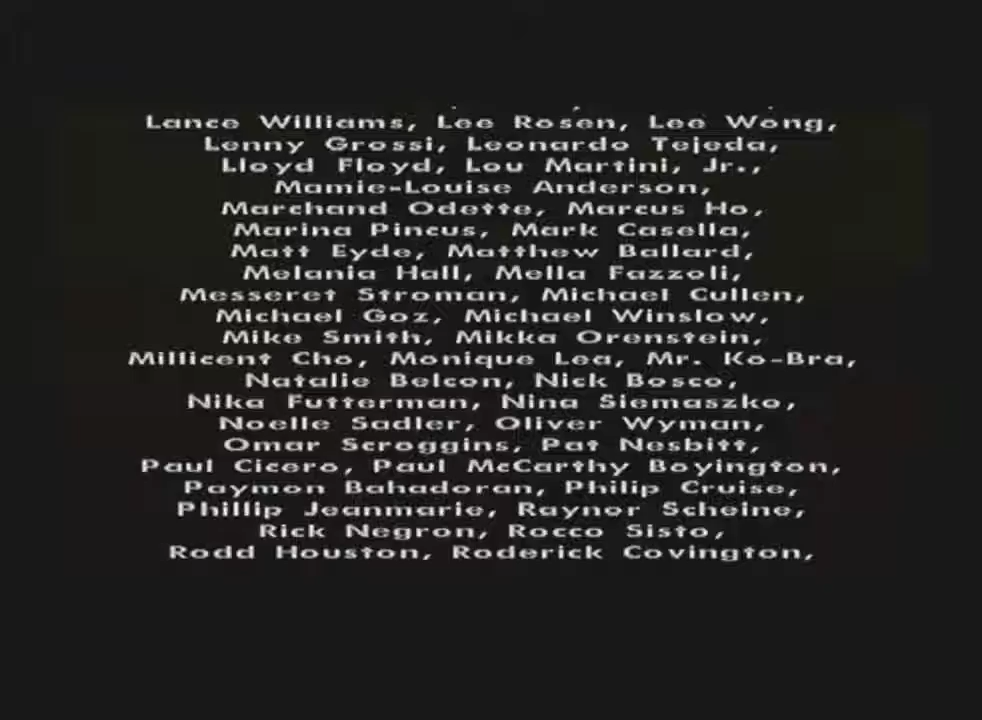 Lance Williams, Lee Rosen, Lee Wong,
Lenny Grossi, Leonardo Tejeda,
Lloyd Floyd, Lou Martini, Jr.,
Mamie-Louise Anderson,
Marchand Odette, Marcus Ho,
Marina Pincus, Mark Casella,
Matt Eyde, Matthew Ballard,
Melania Hall, Mella Fazzoli,
Messeret Stroman, Michael Cullen,
Michael Goz, Michael Winslow,
Mike Smith, Mikka Orenstein,
Millicent Cho, Monique Lea, Mr. Ko-Bra,
Natalie Belcon, Nick Bosco,
Nika Futterman, Nina Siemaszko,
Noelle Sadler, Oliver Wyman,
Omar Scroggins, Pat Nesbitt,
Paul Cicero, Paul McCarthy Boyington,
Paymon Bahadoran, Philip Cruise,
Phillip Jeanmarie, Raynor Scheine,
Rick Negron, Rocco Sisto,
Rodd Houston, Roderick Covington,